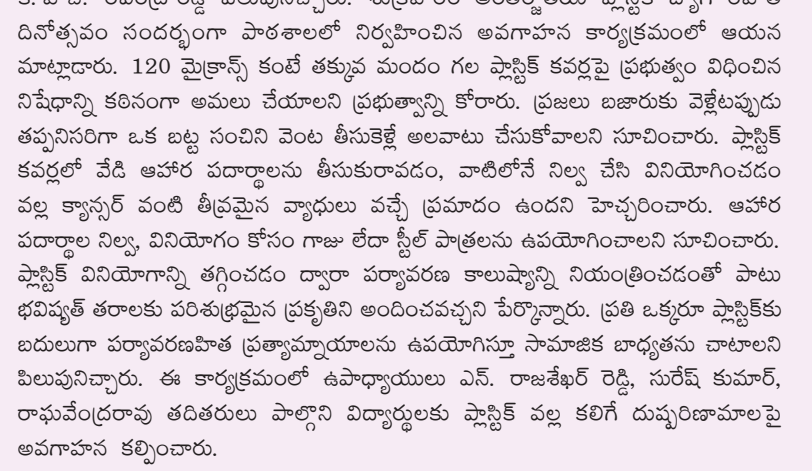 దినోత్సవం సందర్భంగా పాఠశాలలో నిర్వహించిన అవగాహన కార్యక్రమంలో ఆయన
మాట్లాడారు. 120 మైక్రాన్స్ కంటే తక్కువ మందం గల ప్లాస్టిక్ కవర్లపై ప్రభుత్వం విధించిన
నిషేధాన్ని కఠినంగా అమలు చేయాలని ప్రభుత్వాన్ని కోరారు. ప్రజలు బజారుకు వెళ్లేటప్పుడు
తప్పనిసరిగా ఒక బట్ట సంచిని వెంట తీసుకెళ్లే అలవాటు చేసుకోవాలని సూచించారు. ప్లాస్టిక్
కవర్లలో వేడి ఆహార పదార్థాలను తీసుకురావడం, వాటిలోనే నిల్వ చేసి వినియోగించడం
వల్ల క్యాన్సర్ వంటి తీవ్రమైన వ్యాధులు వచ్చే ప్రమాదం ఉందని హెచ్చరించారు. ఆహార
పదార్థాల నిల్వ, వినియోగం కోసం గాజు లేదా స్టీల్ పాత్రలను ఉపయోగించాలని సూచించారు.
ప్లాస్టిక్ వినియోగాన్ని తగ్గించడం ద్వారా పర్యావరణ కాలుష్యాన్ని నియంత్రించడంతో పాటు
భవిష్యత్ తరాలకు పరిశుభ్రమైన ప్రకృతిని అందించవచ్చని పేర్కొన్నారు. ప్రతి ఒక్కరూ ప్లాస్టిక్‌కు
బదులుగా పర్యావరణహిత ప్రత్యామ్నాయాలను ఉపయోగిస్తూ సామాజిక బాధ్యతను చాటాలని
పిలుపునిచ్చారు. ఈ కార్యక్రమంలో ఉపాధ్యాయులు ఎన్. రాజశేఖర్ రెడ్డి, సురేష్ కుమార్,
రాఘవేంద్రరావు తదితరులు పాల్గొని విద్యార్థులకు ప్లాస్టిక్ వల్ల కలిగే దుష్పరిణామాలపై
అవగాహన కల్పించారు.